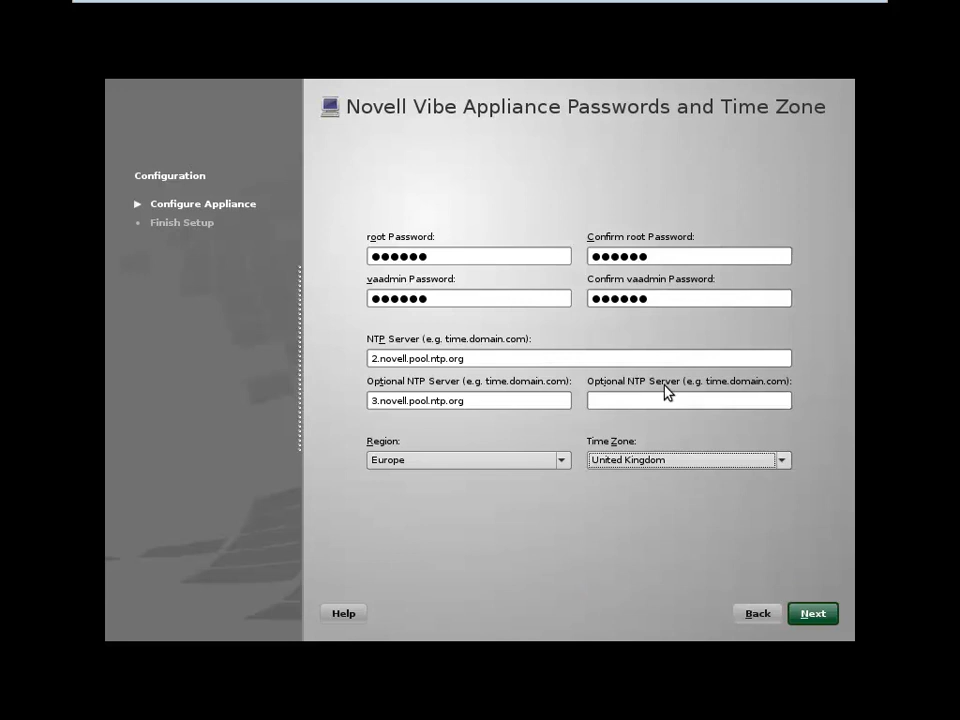 Novell Vibe Appliance Passwords and Time Zone
Configuration
Configure Appliance
Finish Setup
root Password:
Confirm root Password:
●●●●●●
●●●●●●
vaadmin Password:
Confirm vaadmin Password:
●●●●●●
●●●●●●
NTP Server (e.g. time.domain.com):
2.novell.pool.ntp.org
Optional NTP Server (e.g. time.domain.com):
Optional NTP Server (e.g. time.domain.com):
3.novell.pool.ntp.org
Region:
Time Zone:
Europe
United Kingdom
Help
Back
Next